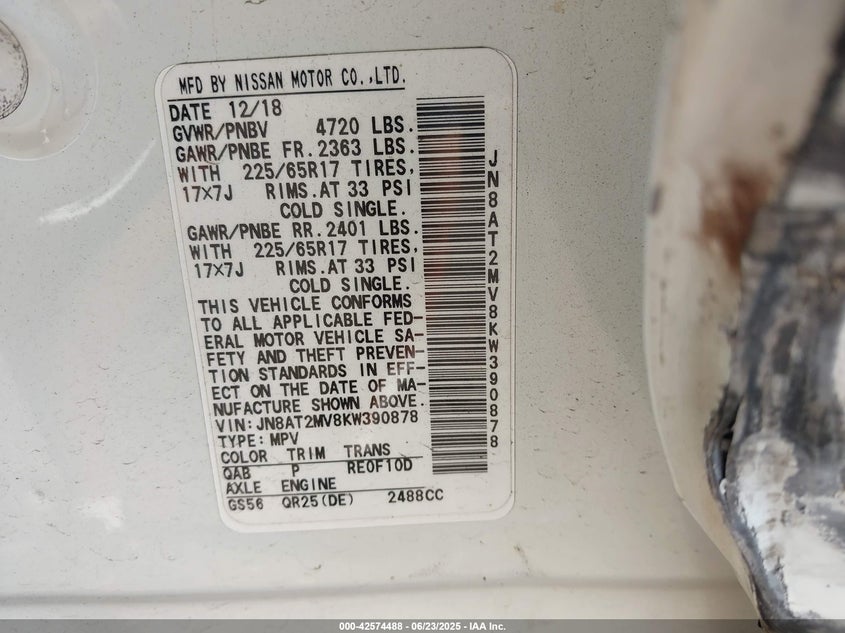 MFD BY NISSAN MOTOR CO.,LTD.
DATE 12/18
GVWR/PNBV 4720 LBS.
GAWR/PNBE FR. 2363 LBS.
WITH 225/65R17 TIRES,
17X7J RIMS.AT 33 PSI
COLD SINGLE.
GAWR/PNBE RR. 2401 LBS.
WITH 225/65R17 TIRES,
17X7J RIMS.AT 33 PSI
COLD SINGLE.
THIS VEHICLE CONFORMS
TO ALL APPLICABLE FED-
ERAL MOTOR VEHICLE SA-
FETY AND THEFT PREVEN-
TION STANDARDS IN EFF-
ECT ON THE DATE OF MA-
NUFACTURE SHOWN ABOVE.
VIN: JN8AT2MV8KW390878
TYPE: MPV
COLOR TRIM TRANS
QAB P RE0F10D
AXLE ENGINE
GS56 QR25(DE) 2488CC
JN8AT2MV8KW390878
000-42574488 - 06/23/2025 - IAA Inc.